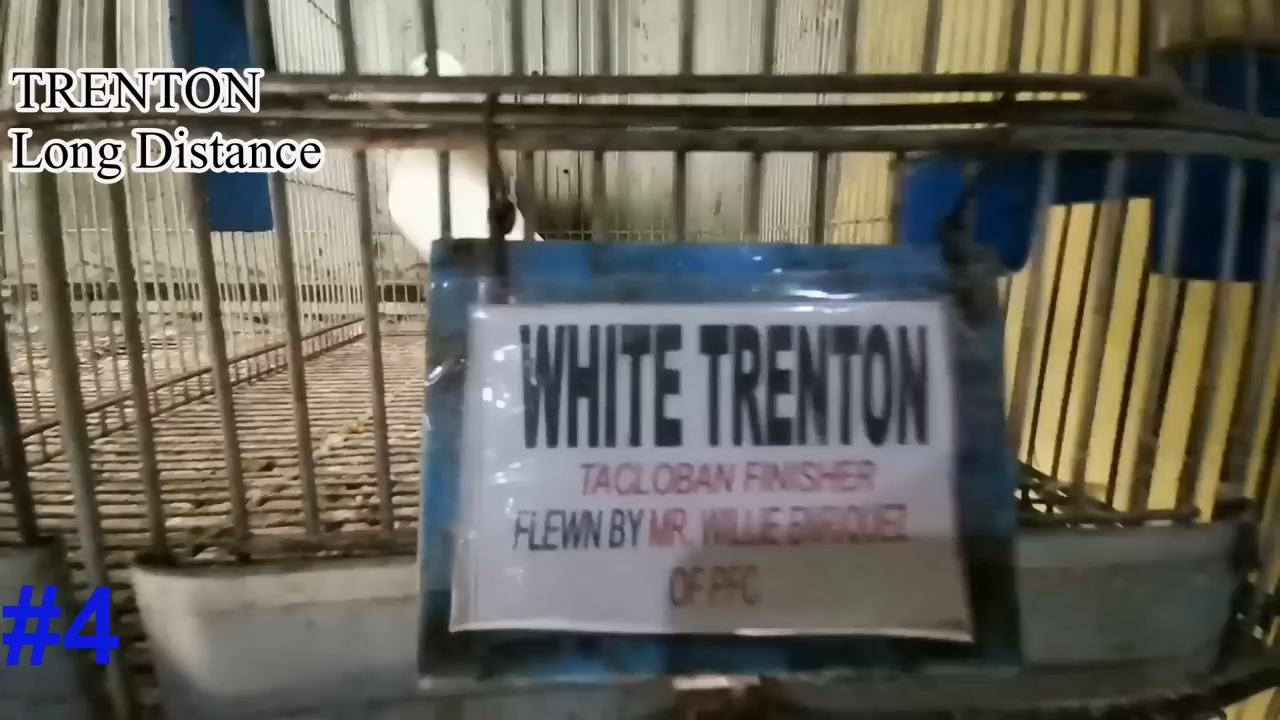 TRENTON
Long Distance
WHITE TRENTON
TACLOBAN FINISHER
FLEWN BY MR. WILLIE ENRIQUEZ
OF PFC
#4